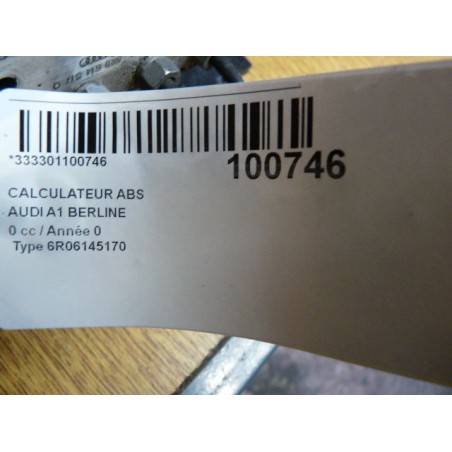 *333301100746
100746
CALCULATEUR ABS
AUDI A1 BERLINE
0 cc / Année 0
Type 6R06145170